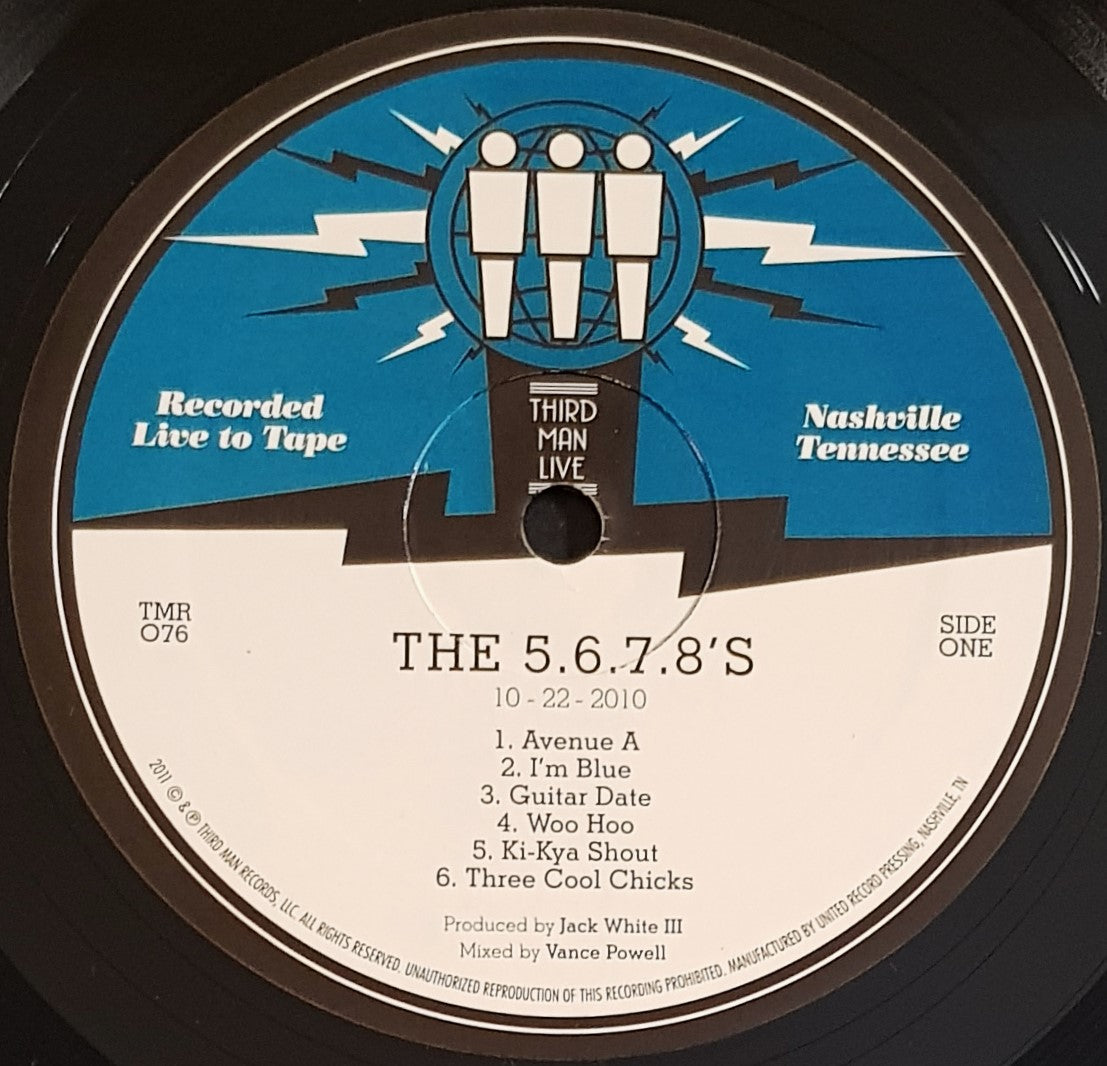 Recorded
Live to Tape
THIRD
MAN
LIVE
Nashville
Tennessee
TMR
076
SIDE
ONE
THE 5.6.7.8'S
10 - 22 - 2010
1. Avenue A
2. I'm Blue
3. Guitar Date
4. Woo Hoo
5. Ki-Kya Shout
6. Three Cool Chicks
Produced by Jack White III
Mixed by Vance Powell
2011 © & ℗ THIRD MAN RECORDS, LLC. ALL RIGHTS RESERVED. UNAUTHORIZED REPRODUCTION OF THIS RECORDING PROHIBITED. MANUFACTURED BY UNITED RECORD PRESSING, NASHVILLE, TN